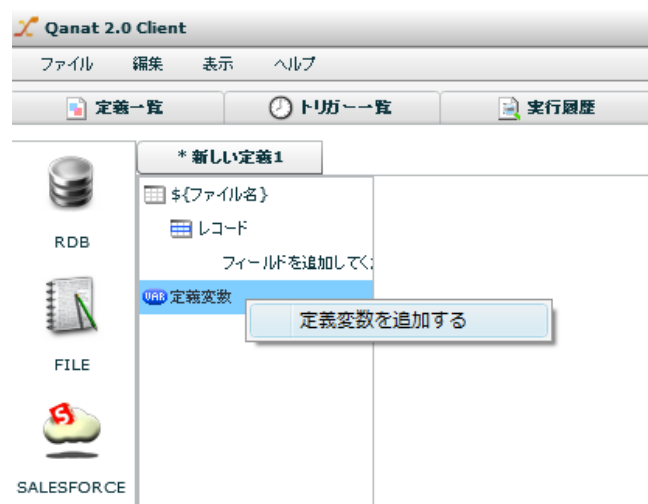 Qanat 2.0 Client
ファイル 編集 表示 ヘルプ
定義一覧 トリガー一覧 実行履歴
* 新しい定義1
${ファイル名}
レコード
フィールドを追加してく
VAR 定義変数
定義変数を追加する
RDB
FILE
SALESFORCE